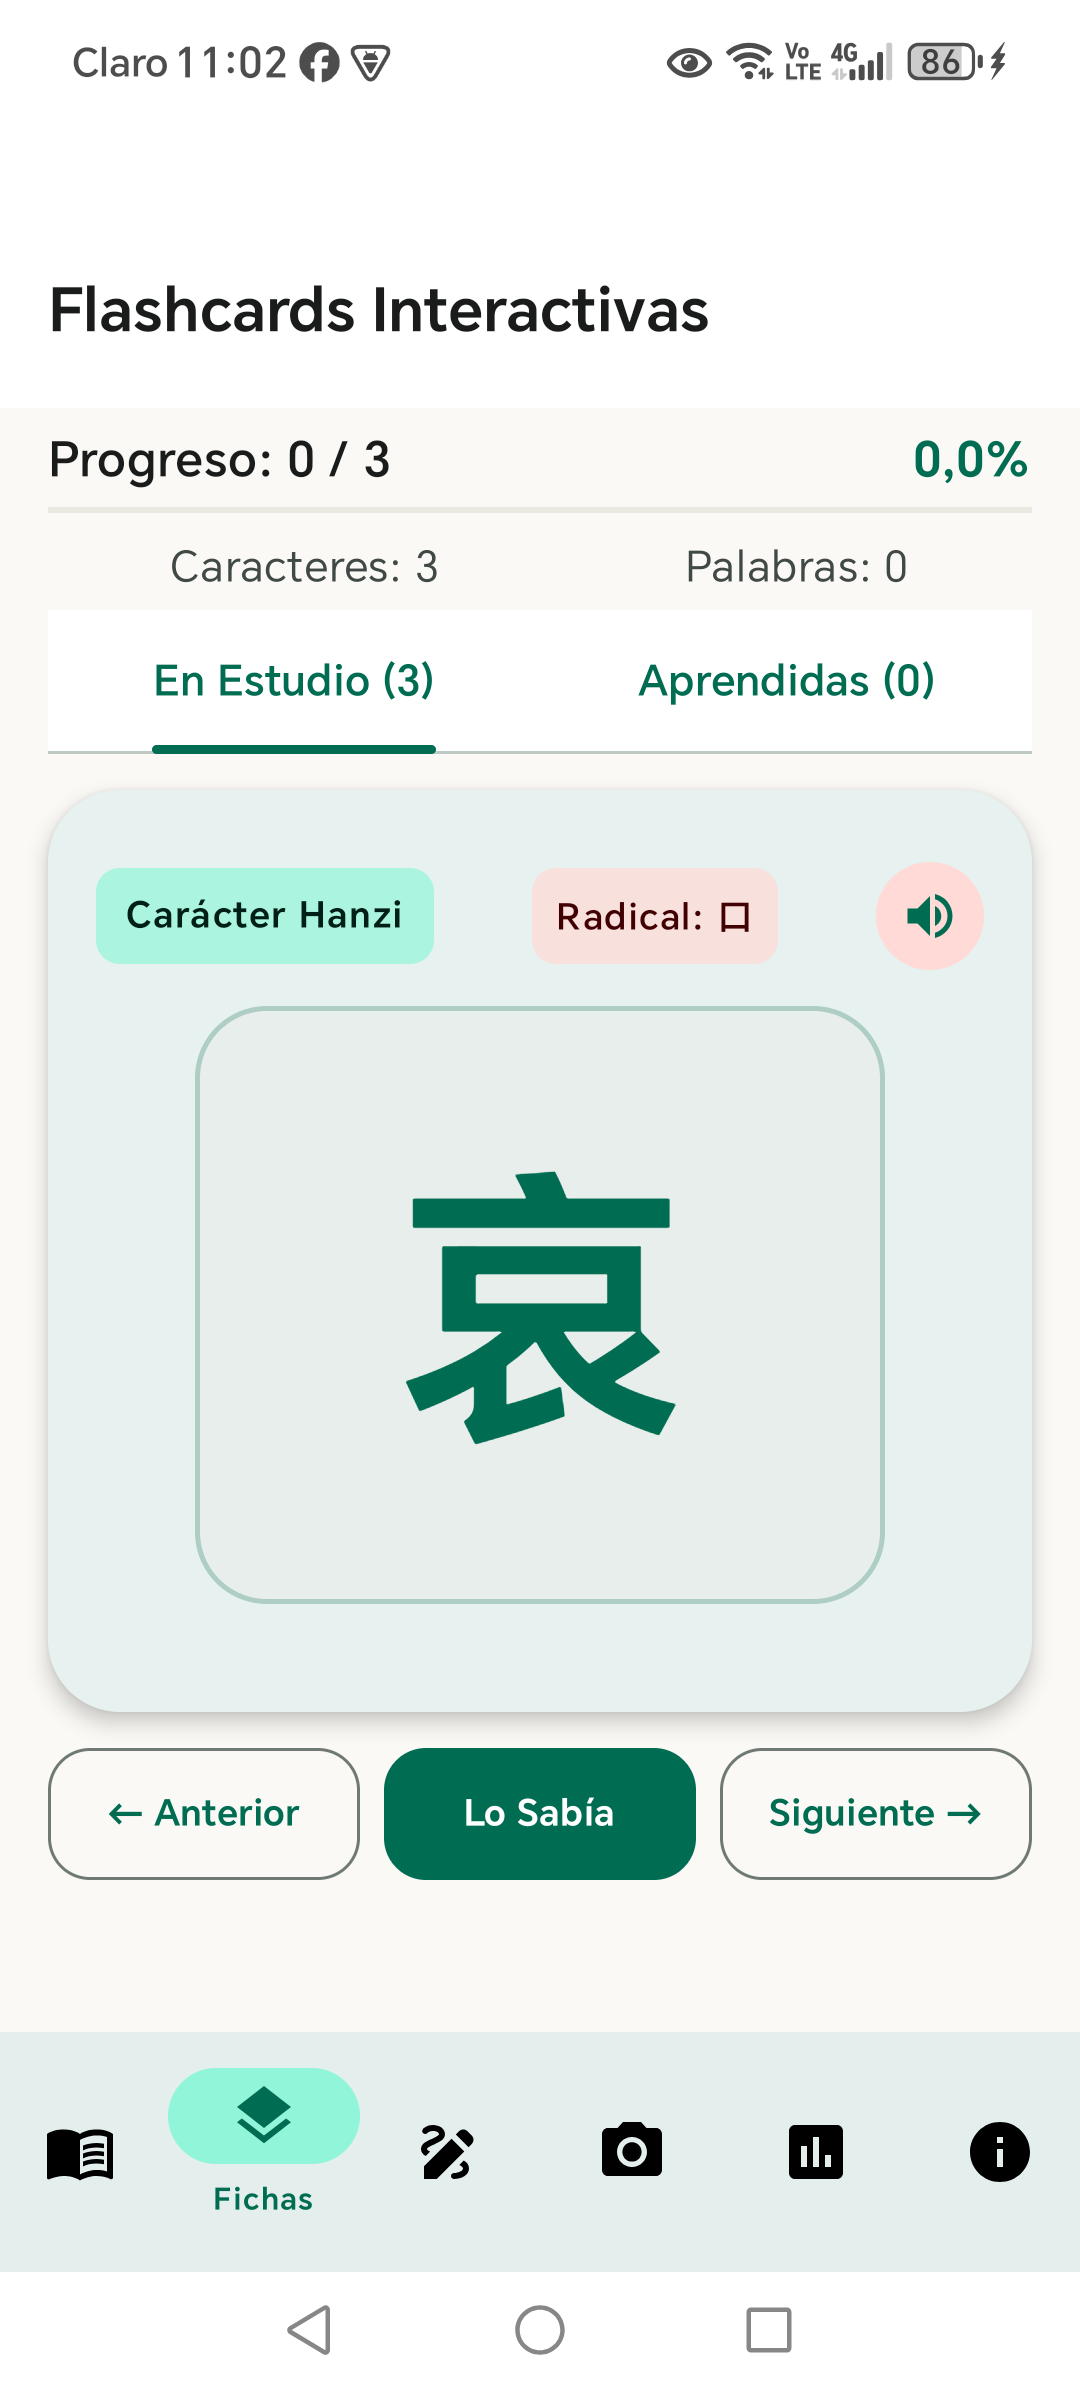 Claro 11:02 Vo LTE 4G 86
Flashcards Interactivas
Progreso: 0 / 3 0,0%
Caracteres: 3 Palabras: 0
En Estudio (3) Aprendidas (0)
Carácter Hanzi Radical: 口
哀
← Anterior Lo Sabía Siguiente →
Fichas